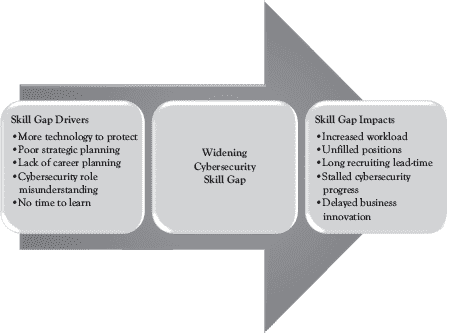 Skill Gap Drivers
•More technology to protect
•Poor strategic planning
•Lack of career planning
•Cybersecurity role
misunderstanding
•No time to learn
Widening
Cybersecurity
Skill Gap
Skill Gap Impacts
•Increased workload
•Unfilled positions
•Long recruiting lead-time
•Stalled cybersecurity
progress
•Delayed business
innovation